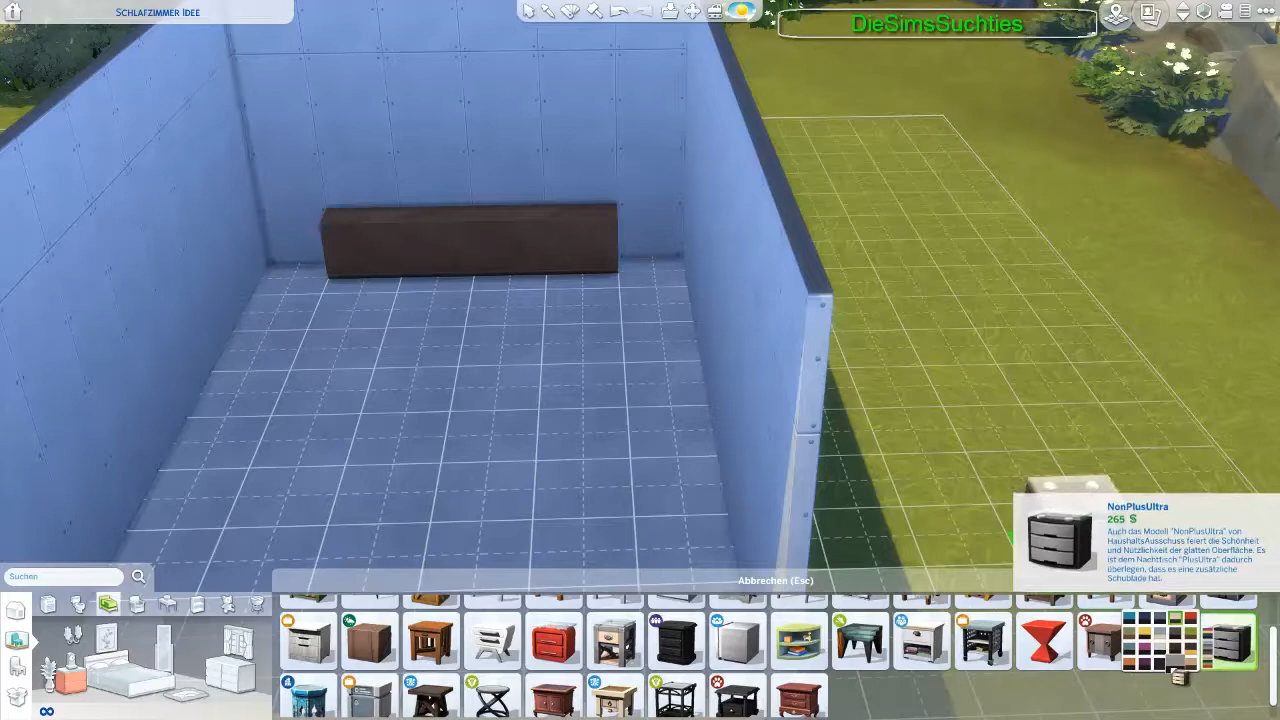 Schlafzimmer Idee
DieSimsSuchties
NonPlusUltra
265 $
Auch das Modell "NonPlusUltra" von
HaushaltsAusschuss feiert die Schönheit
und Nützlichkeit der glatten Oberfläche. Es
ist dem Nachttisch "PlusUltra" dadurch
überlegen, dass es eine zusätzliche
Schublade hat.
Suchen
Abbrechen (Esc)